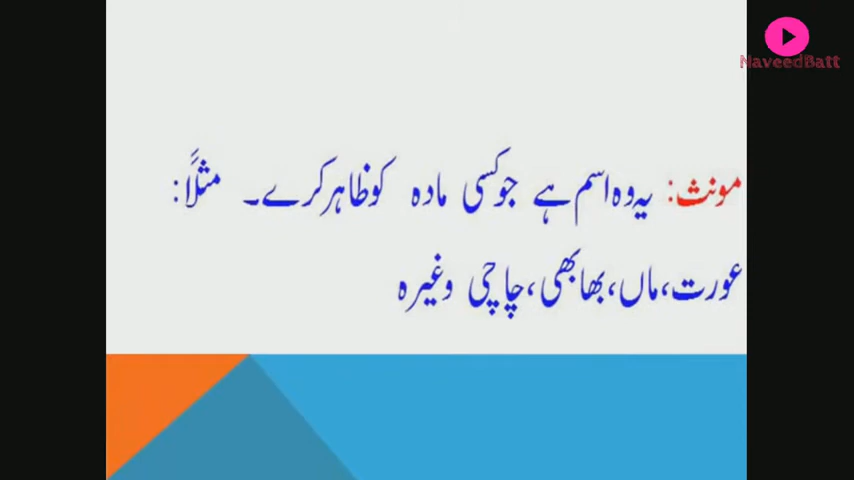 NaveedBatt
مونث: یہ وہ اسم ہے جو کسی مادہ کو ظاہر کرے۔ مثلاََ:
عورت،ماں،بھابھی،چاچی وغیرہ